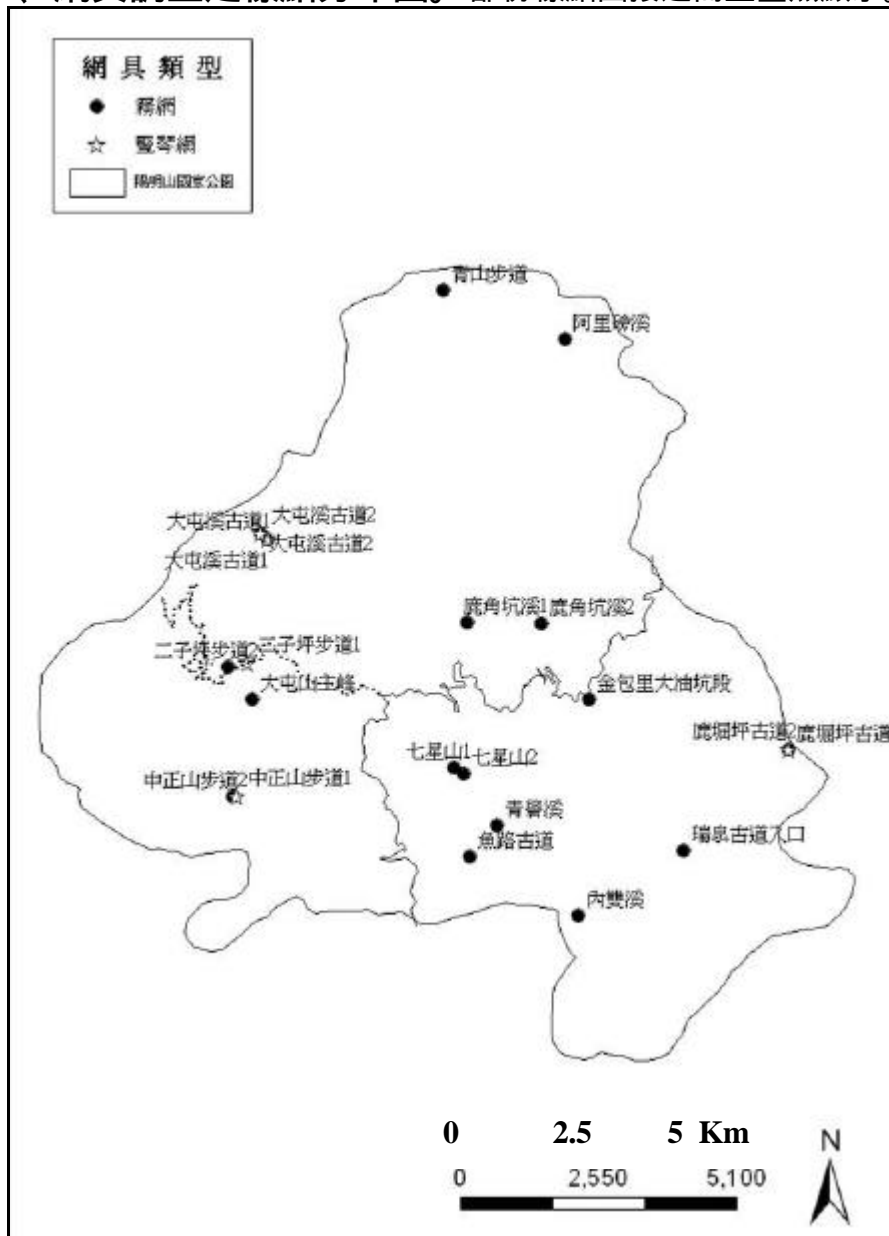 網具類型
霧網
豎琴網
陽明山國家公園
青山步道
阿里磅溪
大屯溪古道1
大屯溪古道2
大屯溪古道2
大屯溪古道1
鹿角坑溪1
鹿角坑溪2
二子坪步道2
二子坪步道1
大屯山主峰
金包里大油坑段
鹿堀坪古道2
鹿堀坪古道
七星山1
七星山2
中正山步道2
中正山步道1
青礐溪
魚路古道
瑞泉古道入口
內雙溪
0 2.5 5 Km
N
0 2,550 5,100